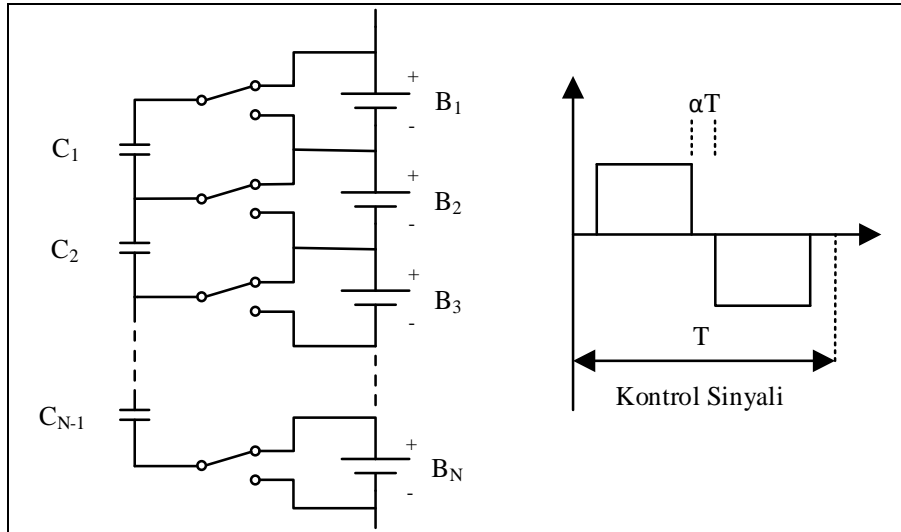 +
B1
-
C1
+
B2
-
C2
+
B3
-
CN-1
+
BN
-
αT
T
Kontrol Sinyali